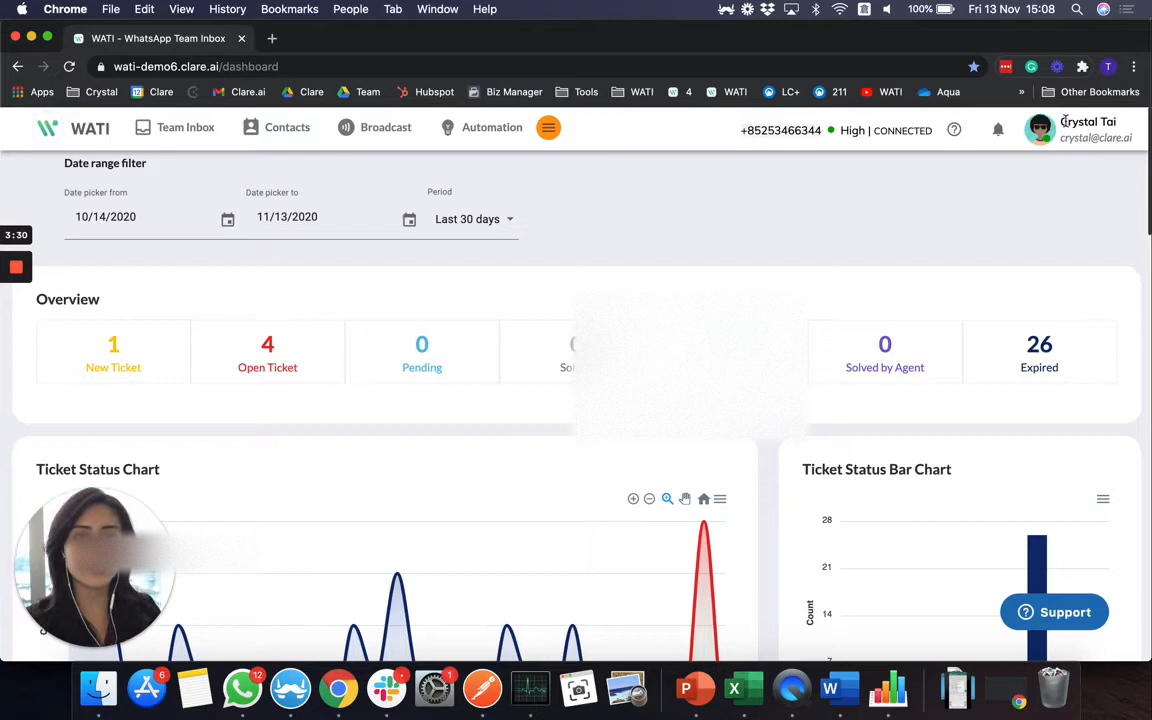 Chrome File Edit View History Bookmarks People Tab Window Help 100% Fri 13 Nov 15:08
WATI - WhatsApp Team Inbox
wati-demo6.clare.ai/dashboard T
Apps Crystal Clare Clare.ai Clare Team Hubspot Biz Manager Tools WATI 4 WATI LC+ 211 WATI Aqua » Other Bookmarks
WATI Team Inbox Contacts Broadcast Automation +85253466344 High | CONNECTED Crystal Tai
crystal@clare.ai
Date range filter
Date picker from Date picker to Period
10/14/2020 11/13/2020 Last 30 days
3:30
Overview
1 4 0 0 26
New Ticket Open Ticket Pending Solved by Agent Expired
Ticket Status Chart Ticket Status Bar Chart
28
21
14
7
Count
Support
6 12 1